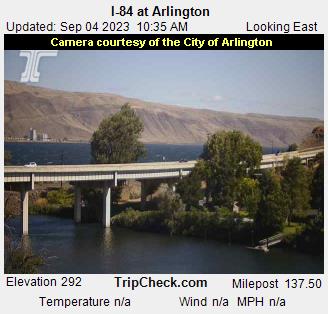 I-84 at Arlington
Updated: Sep 04 2023 10:35 AM Looking East
Camera courtesy of the City of Arlington
Elevation 292 TripCheck.com Milepost 137.50
Temperature n/a Wind n/a MPH n/a